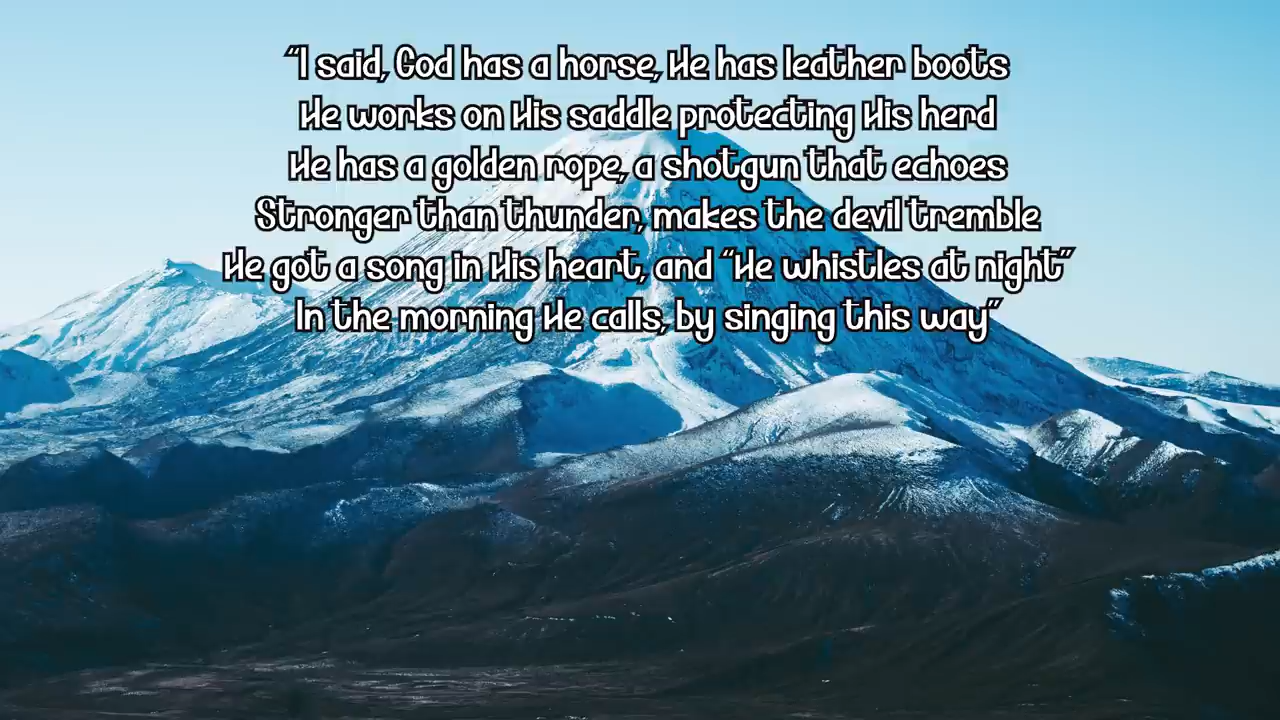 “I said, God has a horse, He has leather boots
He works on His saddle protecting His herd
He has a golden rope, a shotgun that echoes
Stronger than thunder, makes the devil tremble
He got a song in His heart, and “He whistles at night”
In the morning He calls, by singing this way”